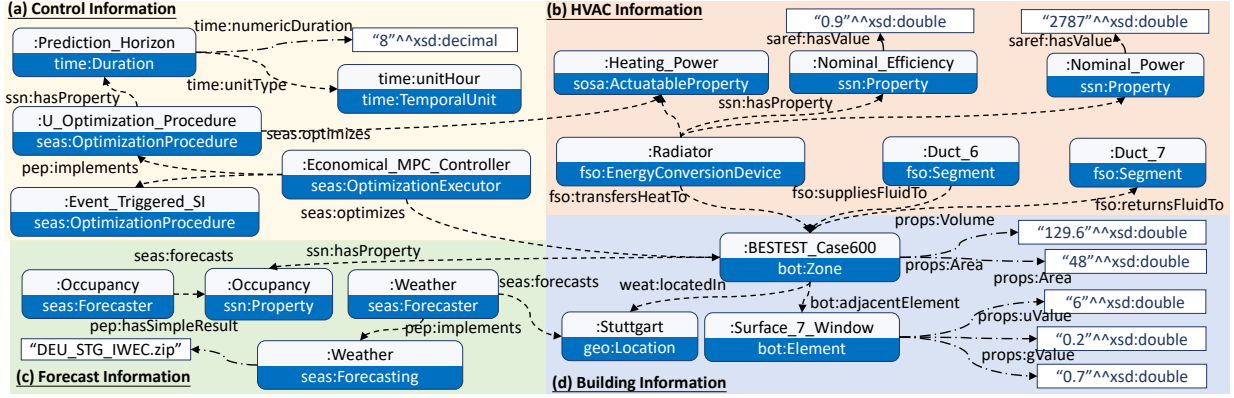 (a) Control Information
:Prediction_Horizon
time:Duration
time:numericDuration
"8"^^xsd:decimal
time:unitType
time:unitHour
time:TemporalUnit
ssn:hasProperty
:U_Optimization_Procedure
seas:OptimizationProcedure
seas:optimizes
pep:implements
:Economical_MPC_Controller
seas:OptimizationExecutor
:Event_Triggered_SI
seas:OptimizationProcedure
seas:optimizes
(b) HVAC Information
"0.9"^^xsd:double
"2787"^^xsd:double
saref:hasValue
saref:hasValue
:Heating_Power
sosa:ActuatableProperty
:Nominal_Efficiency
ssn:Property
:Nominal_Power
ssn:Property
ssn:hasProperty
:Radiator
fso:EnergyConversionDevice
:Duct_6
fso:Segment
:Duct_7
fso:Segment
fso:transfersHeatTo
fso:suppliesFluidTo
fso:returnsFluidTo
seas:forecasts
ssn:hasProperty
:Occupancy
seas:Forecaster
:Occupancy
ssn:Property
:Weather
seas:Forecaster
seas:forecasts
pep:hasSimpleResult
pep:implements
"DEU_STG_IWEC.zip"
:Weather
seas:Forecasting
(c) Forecast Information
props:Volume
"129.6"^^xsd:double
:BESTEST_Case600
bot:Zone
props:Area
"48"^^xsd:double
props:Area
weat:locatedIn
bot:adjacentElement
"6"^^xsd:double
props:uValue
:Stuttgart
geo:Location
:Surface_7_Window
bot:Element
"0.2"^^xsd:double
props:gValue
"0.7"^^xsd:double
(d) Building Information